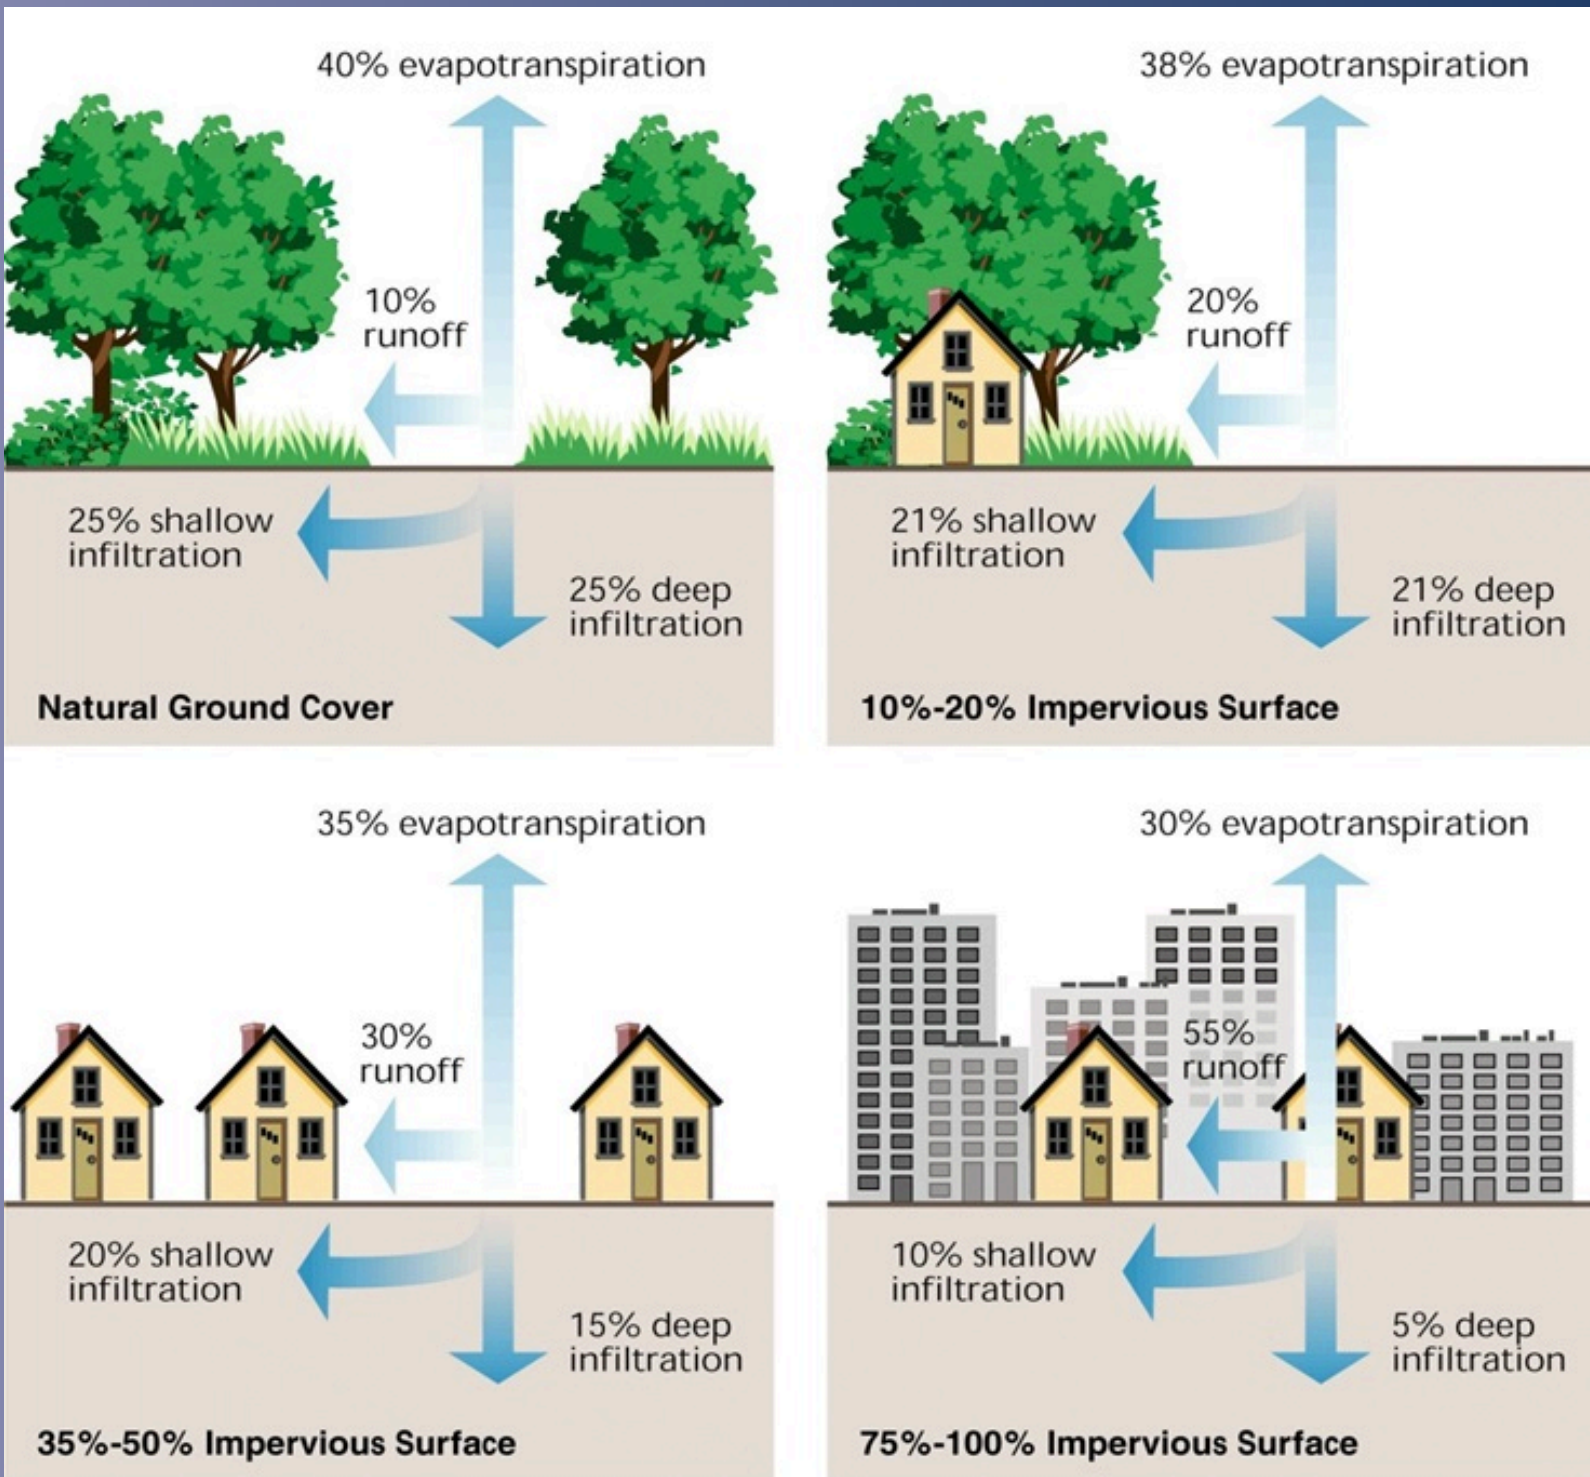 40% evapotranspiration
10%
runoff
25% shallow
infiltration
25% deep
infiltration
Natural Ground Cover
38% evapotranspiration
20%
runoff
21% shallow
infiltration
21% deep
infiltration
10%-20% Impervious Surface
35% evapotranspiration
30%
runoff
20% shallow
infiltration
15% deep
infiltration
35%-50% Impervious Surface
30% evapotranspiration
55%
runoff
10% shallow
infiltration
5% deep
infiltration
75%-100% Impervious Surface